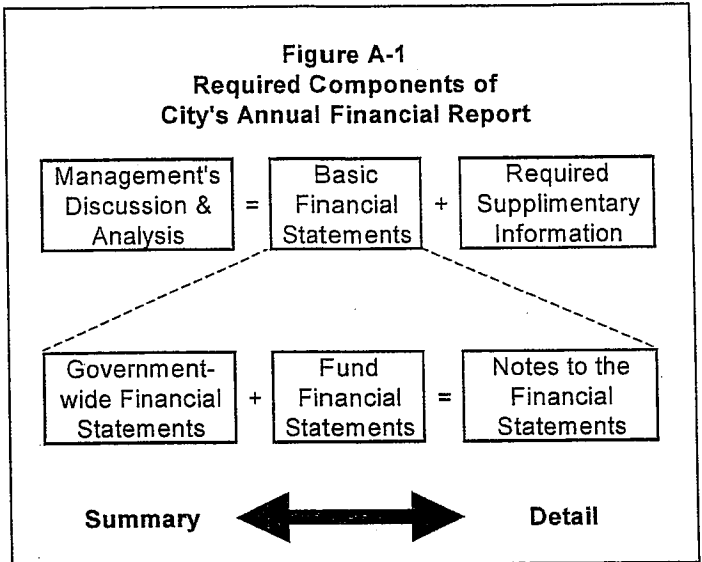 Figure A-1
Required Components of
City's Annual Financial Report
Management's
Discussion &
Analysis
=
Basic
Financial
Statements
+
Required
Supplimentary
Information
Government-
wide Financial
Statements
+
Fund
Financial
Statements
=
Notes to the
Financial
Statements
Summary
Detail